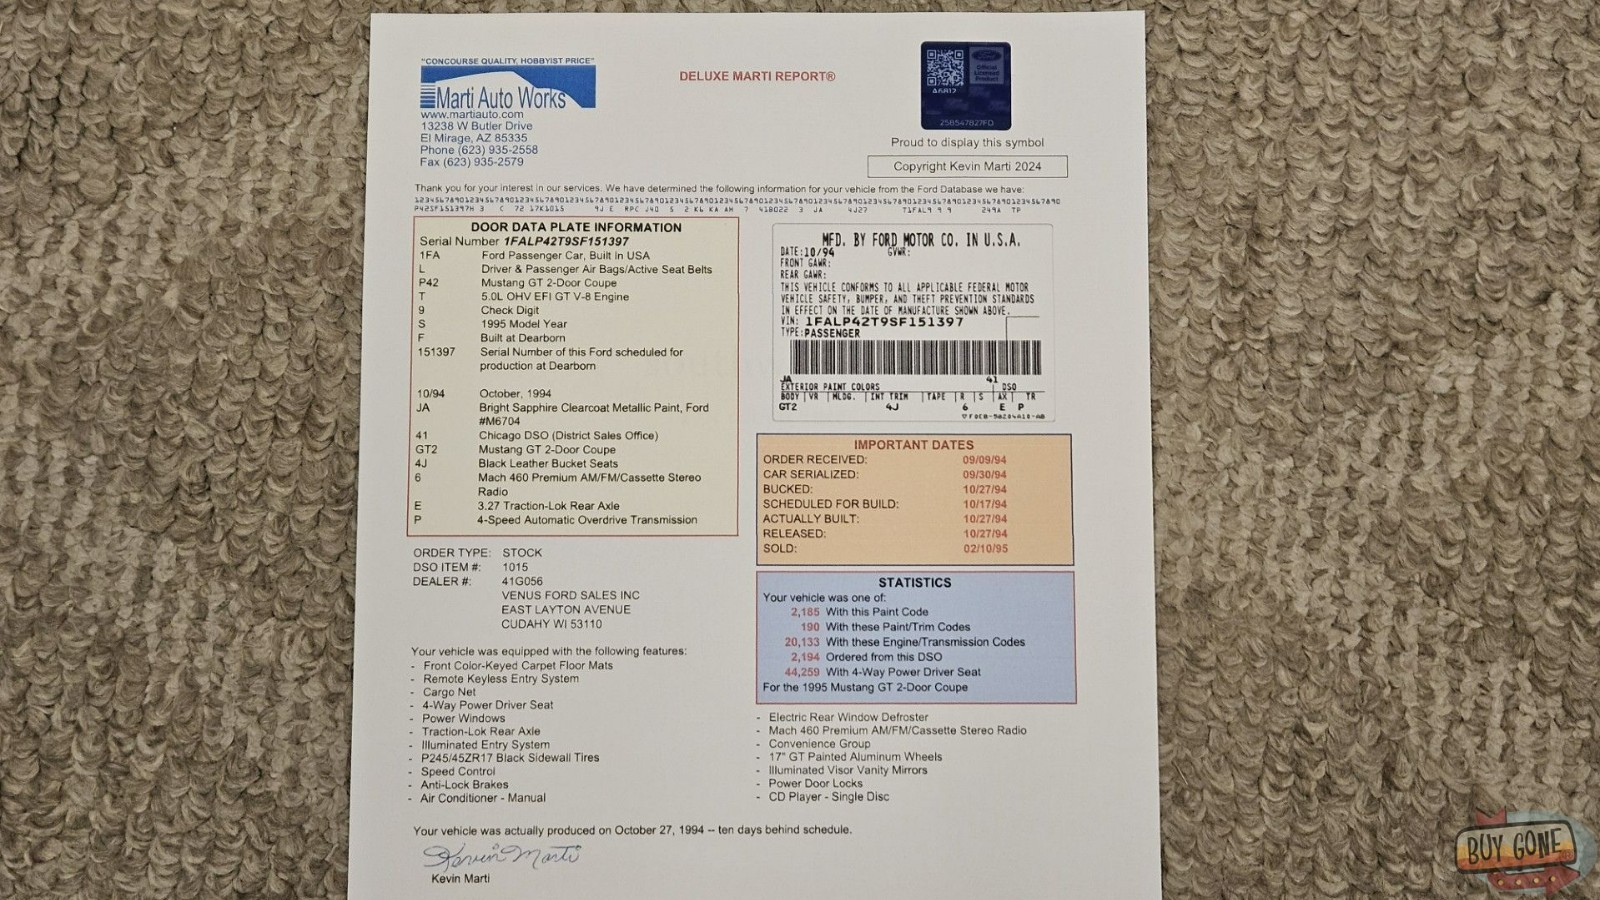 "CONCOURSE QUALITY, HOBBYIST PRICE"
Marti Auto Works
www.martiauto.com
13238 W Butler Drive
El Mirage, AZ 85335
Phone (623) 935-2558
Fax (623) 935-2579
DELUXE MARTI REPORT®
Ford
Official
Licensed
Product
A6812
258547827FD
Proud to display this symbol
Copyright Kevin Marti 2024
Thank you for your interest in our services. We have determined the following information for your vehicle from the Ford Database we have:
DOOR DATA PLATE INFORMATION
Serial Number 1FALP42T9SF151397
1FA Ford Passenger Car, Built in USA
L Driver & Passenger Air Bags/Active Seat Belts
P42 Mustang GT 2-Door Coupe
T 5.0L OHV EFI GT V-8 Engine
9 Check Digit
S 1995 Model Year
F Built at Dearborn
151397 Serial Number of this Ford scheduled for
production at Dearborn
10/94 October, 1994
JA Bright Sapphire Clearcoat Metallic Paint, Ford
#M6704
41 Chicago DSO (District Sales Office)
GT2 Mustang GT 2-Door Coupe
4J Black Leather Bucket Seats
6 Mach 460 Premium AM/FM/Cassette Stereo
Radio
E 3.27 Traction-Lok Rear Axle
P 4-Speed Automatic Overdrive Transmission
MFD. BY FORD MOTOR CO. IN U.S.A.
DATE: 10/94 GVWR:
FRONT GAWR:
REAR GAWR:
THIS VEHICLE CONFORMS TO ALL APPLICABLE FEDERAL MOTOR
VEHICLE SAFETY, BUMPER, AND THEFT PREVENTION STANDARDS
IN EFFECT ON THE DATE OF MANUFACTURE SHOWN ABOVE.
VIN: 1FALP42T9SF151397
TYPE: PASSENGER
JA 41
EXTERIOR PAINT COLORS DSO
BODY VR MLDG. INT TRIM TAPE R S AX TR
GT2 4J 6 E P
IMPORTANT DATES
ORDER RECEIVED: 09/09/94
CAR SERIALIZED: 09/30/94
BUCKED: 10/27/94
SCHEDULED FOR BUILD: 10/17/94
ACTUALLY BUILT: 10/27/94
RELEASED: 10/27/94
SOLD: 02/10/95
ORDER TYPE: STOCK
DSO ITEM #: 1015
DEALER #: 41G056
VENUS FORD SALES INC
EAST LAYTON AVENUE
CUDAHY WI 53110
STATISTICS
Your vehicle was one of:
2,185 With this Paint Code
190 With these Paint/Trim Codes
20,133 With these Engine/Transmission Codes
2,194 Ordered from this DSO
44,259 With 4-Way Power Driver Seat
For the 1995 Mustang GT 2-Door Coupe
Your vehicle was equipped with the following features:
- Front Color-Keyed Carpet Floor Mats
- Remote Keyless Entry System
- Cargo Net
- 4-Way Power Driver Seat
- Power Windows
- Traction-Lok Rear Axle
- Illuminated Entry System
- P245/45ZR17 Black Sidewall Tires
- Speed Control
- Anti-Lock Brakes
- Air Conditioner - Manual
- Electric Rear Window Defroster
- Mach 460 Premium AM/FM/Cassette Stereo Radio
- Convenience Group
- 17" GT Painted Aluminum Wheels
- Illuminated Visor Vanity Mirrors
- Power Door Locks
- CD Player - Single Disc
Your vehicle was actually produced on October 27, 1994 -- ten days behind schedule.
Kevin Marti
Kevin Marti
BUY GONE